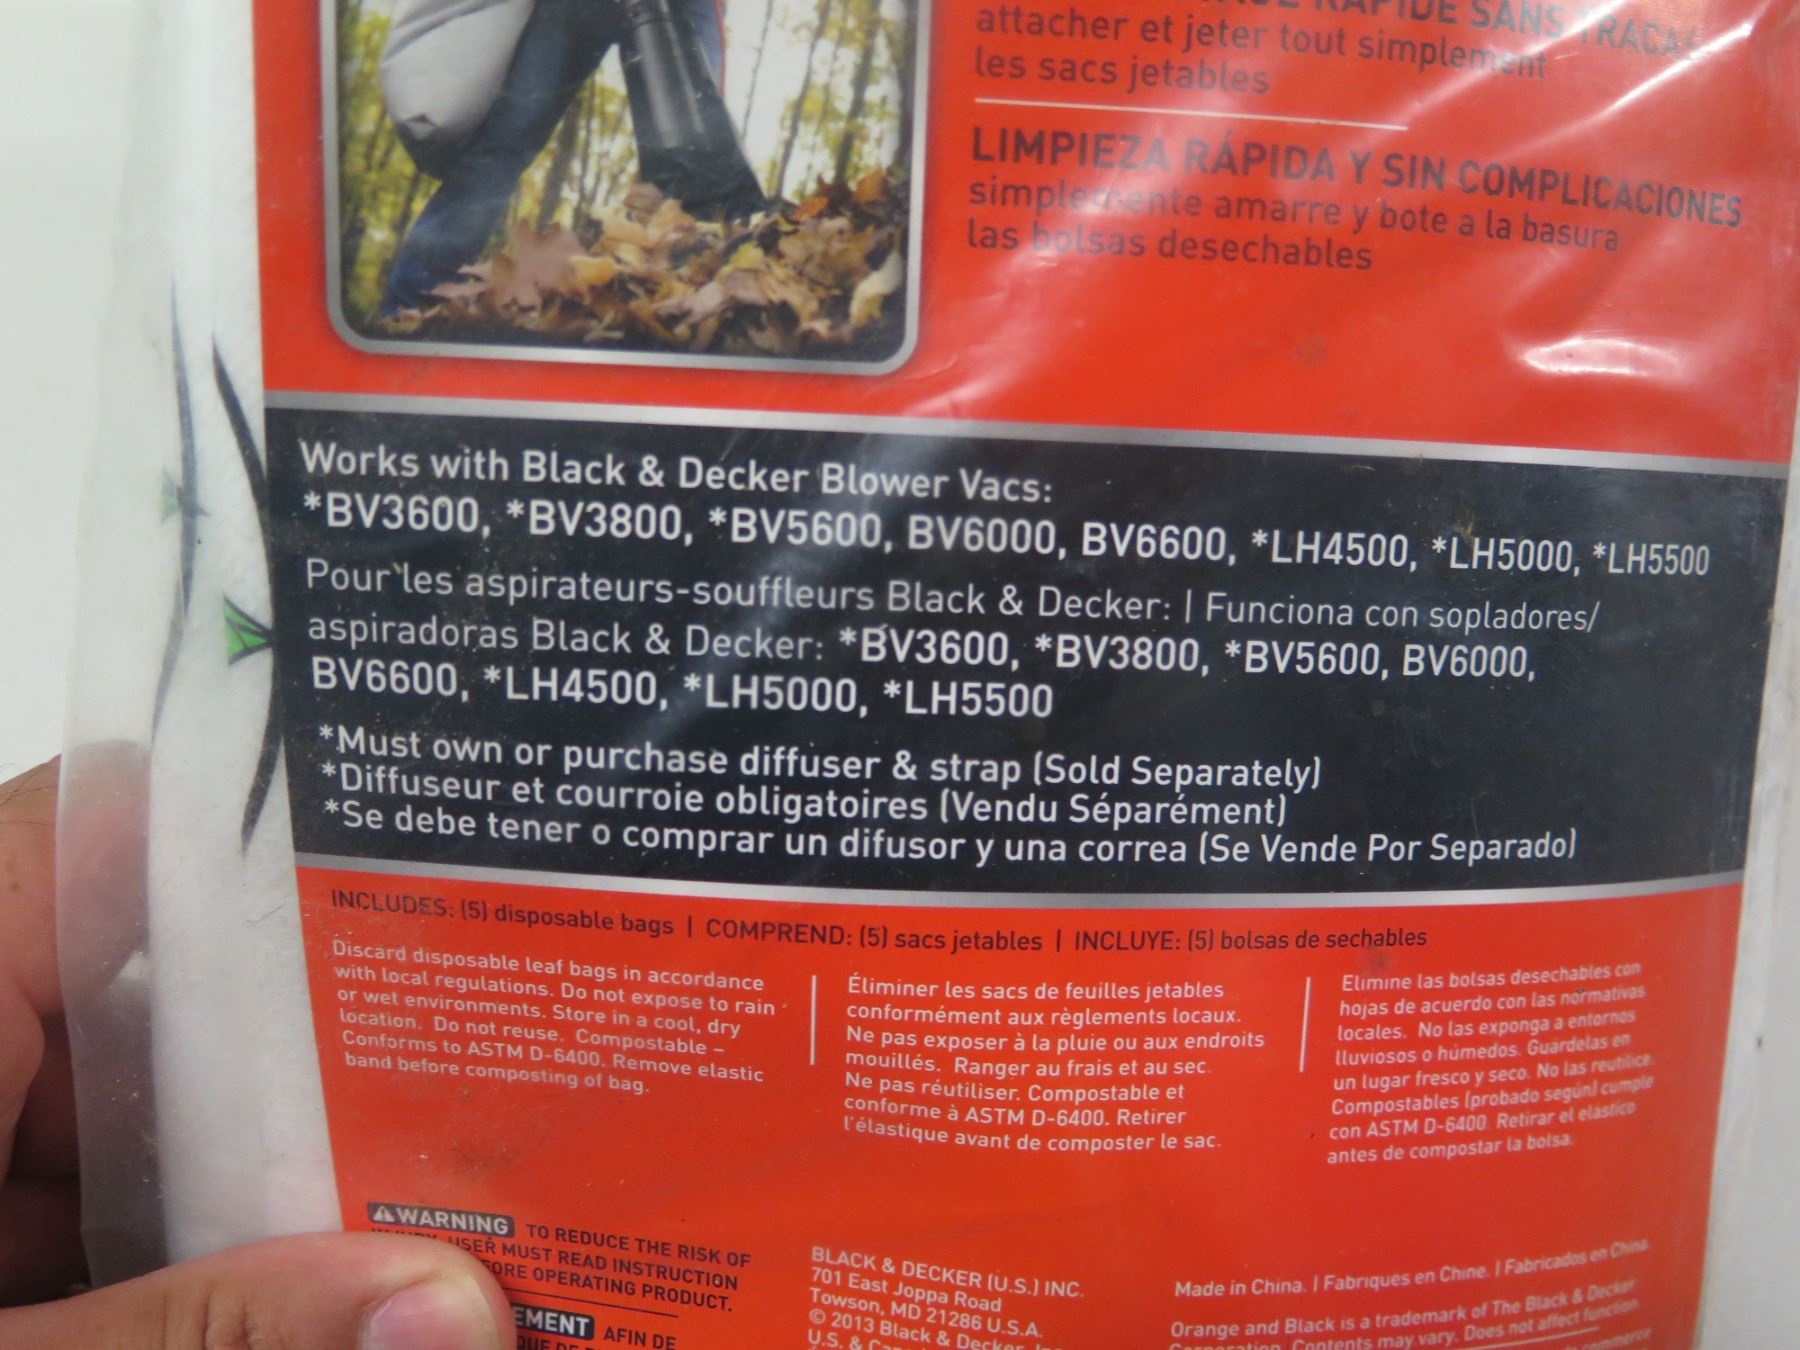 RAPIDE SANS TRACAS
attacher et jeter tout simplement
les sacs jetables
LIMPIEZA RÁPIDA Y SIN COMPLICACIONES
simplemente amarre y bote a la basura
las bolsas desechables
Works with Black & Decker Blower Vacs:
*BV3600, *BV3800, *BV5600, BV6000, BV6600, *LH4500, *LH5000, *LH5500
Pour les aspirateurs-souffleurs Black & Decker: | Funciona con sopladores/
aspiradoras Black & Decker: *BV3600, *BV3800, *BV5600, BV6000,
BV6600, *LH4500, *LH5000, *LH5500
*Must own or purchase diffuser & strap (Sold Separately)
*Diffuseur et courroie obligatoires (Vendu Séparément)
*Se debe tener o comprar un difusor y una correa (Se Vende Por Separado)
INCLUDES: (5) disposable bags | COMPREND: (5) sacs jetables | INCLUYE: (5) bolsas de sechables
Discard disposable leaf bags in accordance
with local regulations. Do not expose to rain
or wet environments. Store in a cool, dry
location. Do not reuse. Compostable –
Conforms to ASTM D-6400. Remove elastic
band before composting of bag.
Éliminer les sacs de feuilles jetables
conformément aux règlements locaux.
Ne pas exposer à la pluie ou aux endroits
mouillés. Ranger au frais et au sec.
Ne pas réutiliser. Compostable et
conforme à ASTM D-6400. Retirer
l'élastique avant de composter le sac.
Elimine las bolsas desechables con
hojas de acuerdo con las normativas
locales. No las exponga a entornos
lluviosos o húmedos. Guárdelas en
un lugar fresco y seco. No las reutilice.
Compostables (probado según) cumple
con ASTM D-6400. Retirar el elástico
antes de compostar la bolsa.
WARNING TO REDUCE THE RISK OF
USER MUST READ INSTRUCTION
OPERATING PRODUCT.
AFIN DE
BLACK & DECKER (U.S.) INC.
701 East Joppa Road
Towson, MD 21286 U.S.A.
© 2013 Black & Decker
U.S. &
Made in China. | Fabriqués en Chine. | Fabricados en China.
Orange and Black is a trademark of The Black & Decker
Corporation. Contents may vary. Does not affect function